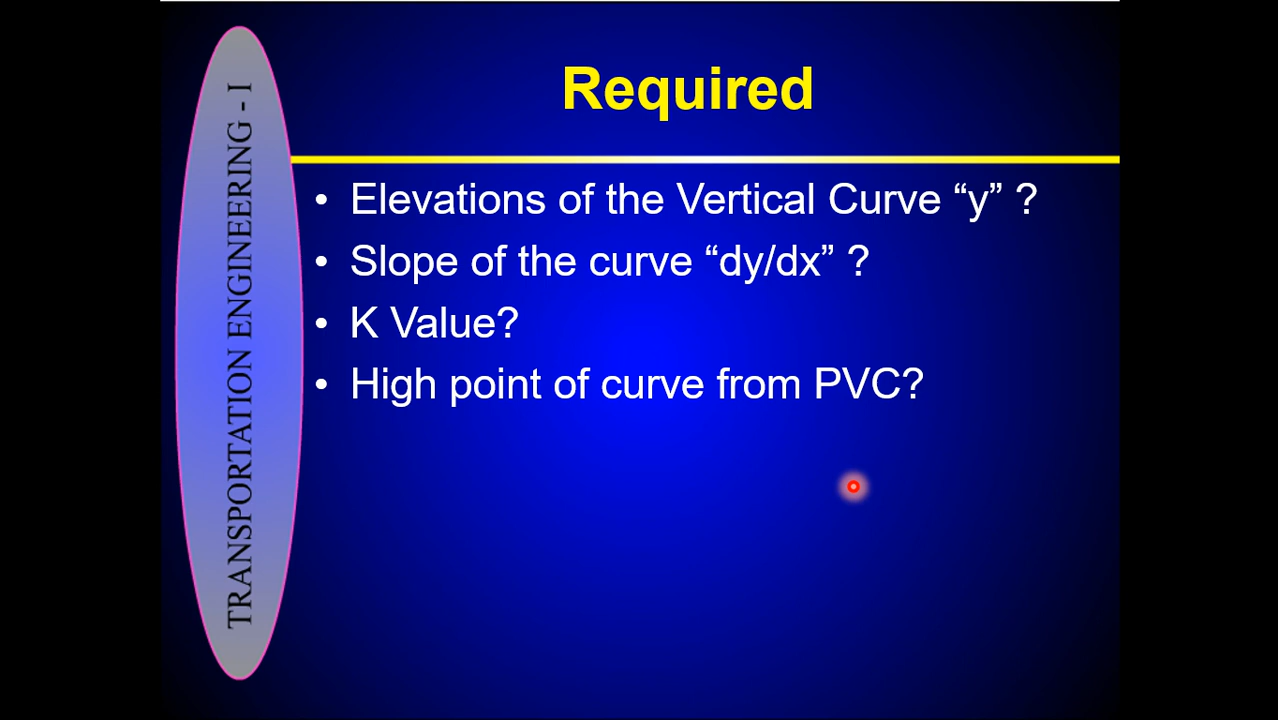 TRANSPORTATION ENGINEERING - I
Required
• Elevations of the Vertical Curve “y” ?
• Slope of the curve “dy/dx” ?
• K Value?
• High point of curve from PVC?